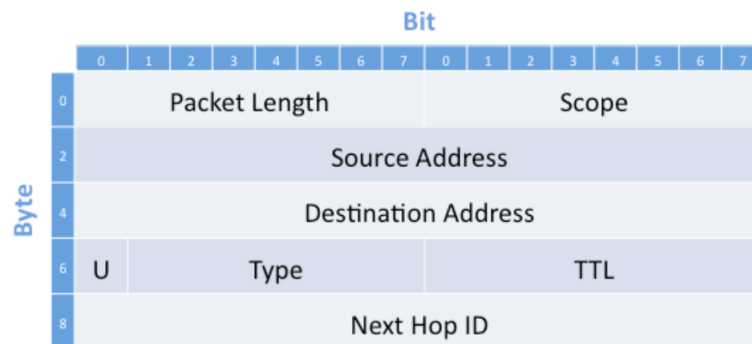 Bit
0 1 2 3 4 5 6 7 0 1 2 3 4 5 6 7
0 Packet Length Scope
2 Source Address
Byte
4 Destination Address
6 U Type TTL
8 Next Hop ID